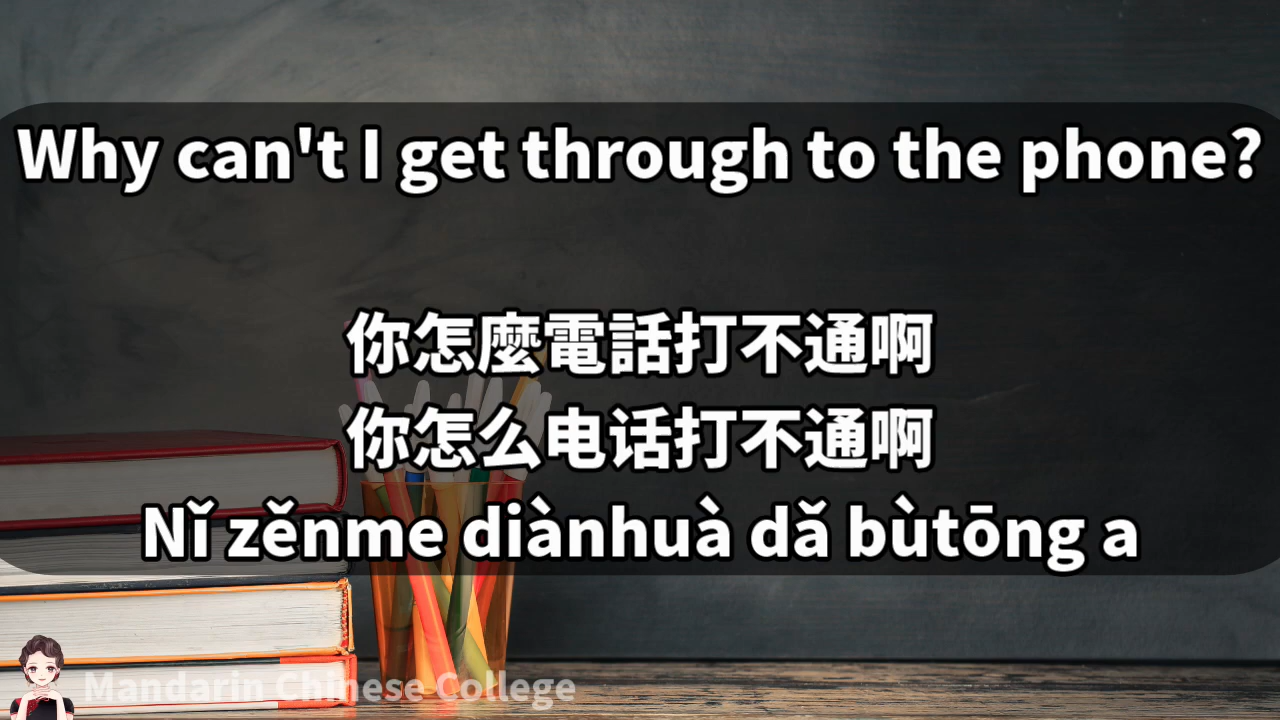 Why can't I get through to the phone?
你怎麼電話打不通啊
你怎么电话打不通啊
Nǐ zěnme diànhuà dǎ bùtōng a
Mandarin Chinese College